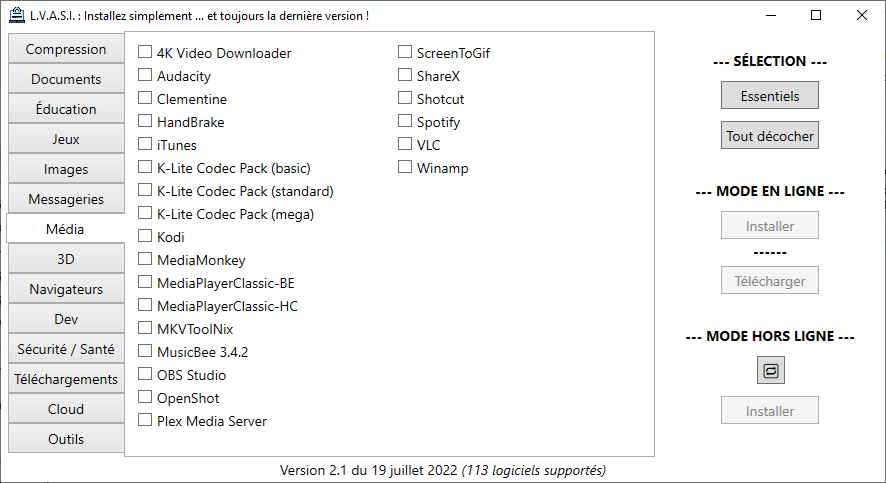 L.V.A.S.I. : Installez simplement ... et toujours la dernière version !
Compression
Documents
Éducation
Jeux
Images
Messageries
Média
3D
Navigateurs
Dev
Sécurité / Santé
Téléchargements
Cloud
Outils
4K Video Downloader
Audacity
Clementine
HandBrake
iTunes
K-Lite Codec Pack (basic)
K-Lite Codec Pack (standard)
K-Lite Codec Pack (mega)
Kodi
MediaMonkey
MediaPlayerClassic-BE
MediaPlayerClassic-HC
MKVToolNix
MusicBee 3.4.2
OBS Studio
OpenShot
Plex Media Server
ScreenToGif
ShareX
Shotcut
Spotify
VLC
Winamp
--- SÉLECTION ---
Essentiels
Tout décocher
--- MODE EN LIGNE ---
Installer
------
Télécharger
--- MODE HORS LIGNE ---
Installer
Version 2.1 du 19 juillet 2022 (113 logiciels supportés)